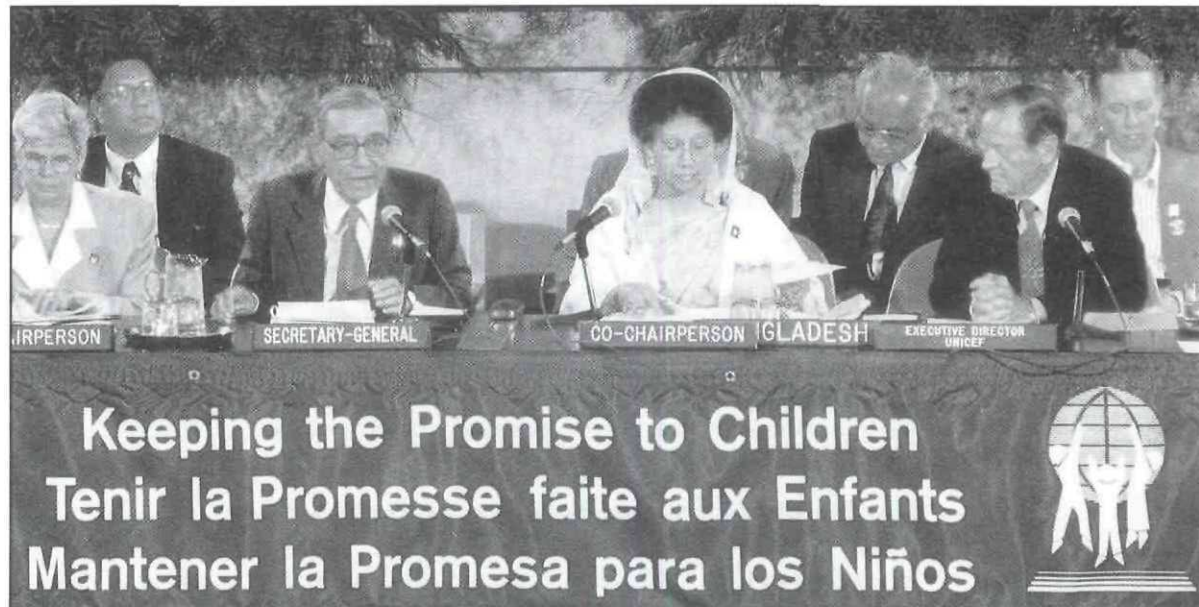 IRPERSON
SECRETARY-GENERAL
CO-CHAIRPERSON
GLADESH
EXECUTIVE DIRECTOR
UNICEF
Keeping the Promise to Children
Tenir la Promesse faite aux Enfants
Mantener la Promesa para los Niños